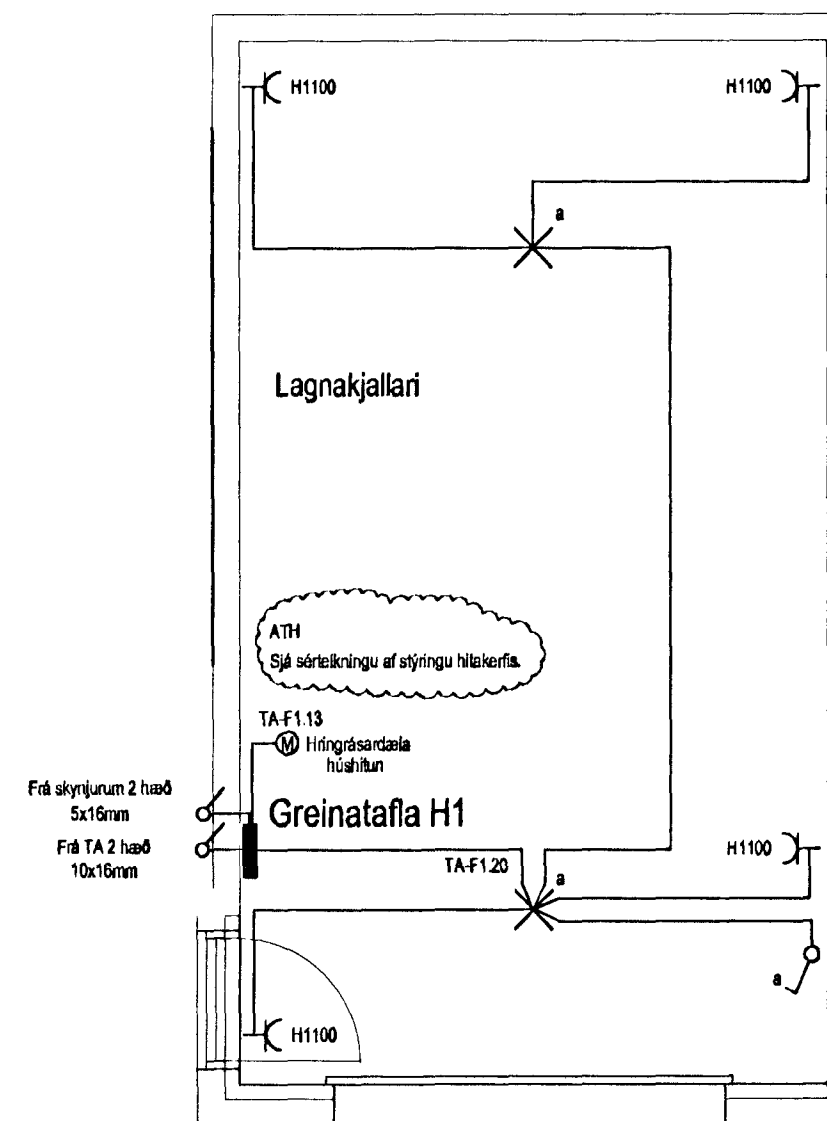 H1100
H1100
a
Lagnakjallari
ATH
Sjá sérteikningu af stýringu hitakerfis.
TA-F1.13
M
Hringrásardæla
húshitun
Frá skynjurum 2 hæð
5x16mm
Greinatafla H1
Frá TA 2 hæð
10x16mm
TA-F1.20
a
H1100
a
H1100